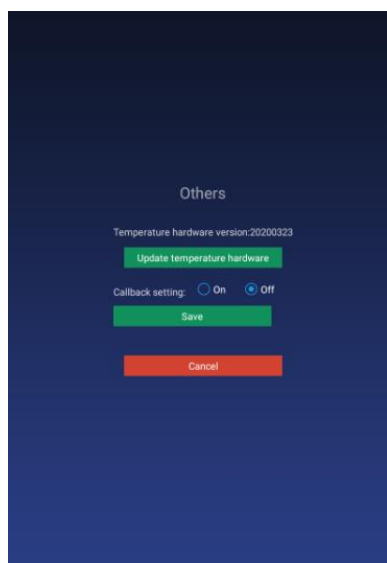 Others
Temperature hardware version:20200323
Update temperature hardware
Callback setting: On Off
Save
Cancel